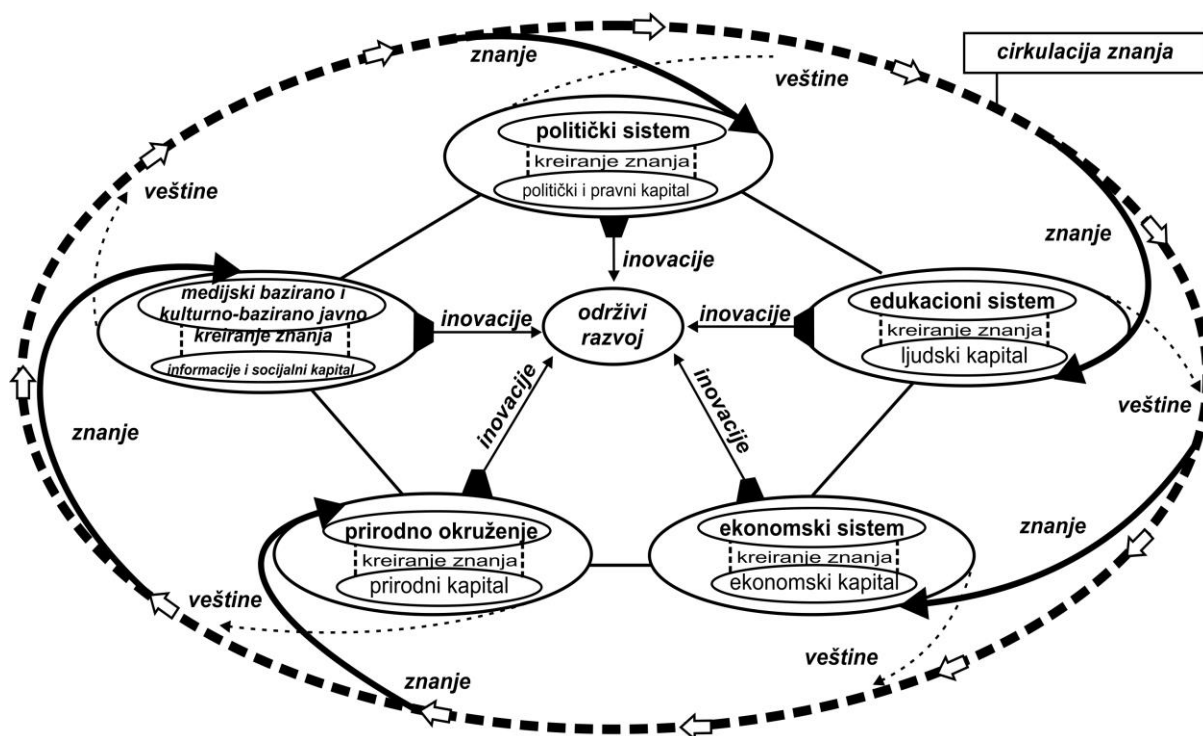 znanje
cirkulacija znanja
veštine
politički sistem
kreiranje znanja
politički i pravni kapital
veštine
znanje
inovacije
medijski bazirano i
kulturno-bazirano javno
kreiranje znanja
informacije i socijalni kapital
inovacije
održivi
razvoj
inovacije
edukacioni sistem
kreiranje znanja
ljudski kapital
veštine
znanje
inovacije
inovacije
prirodno okruženje
kreiranje znanja
prirodni kapital
ekonomski sistem
kreiranje znanja
ekonomski kapital
znanje
veštine
veštine
znanje